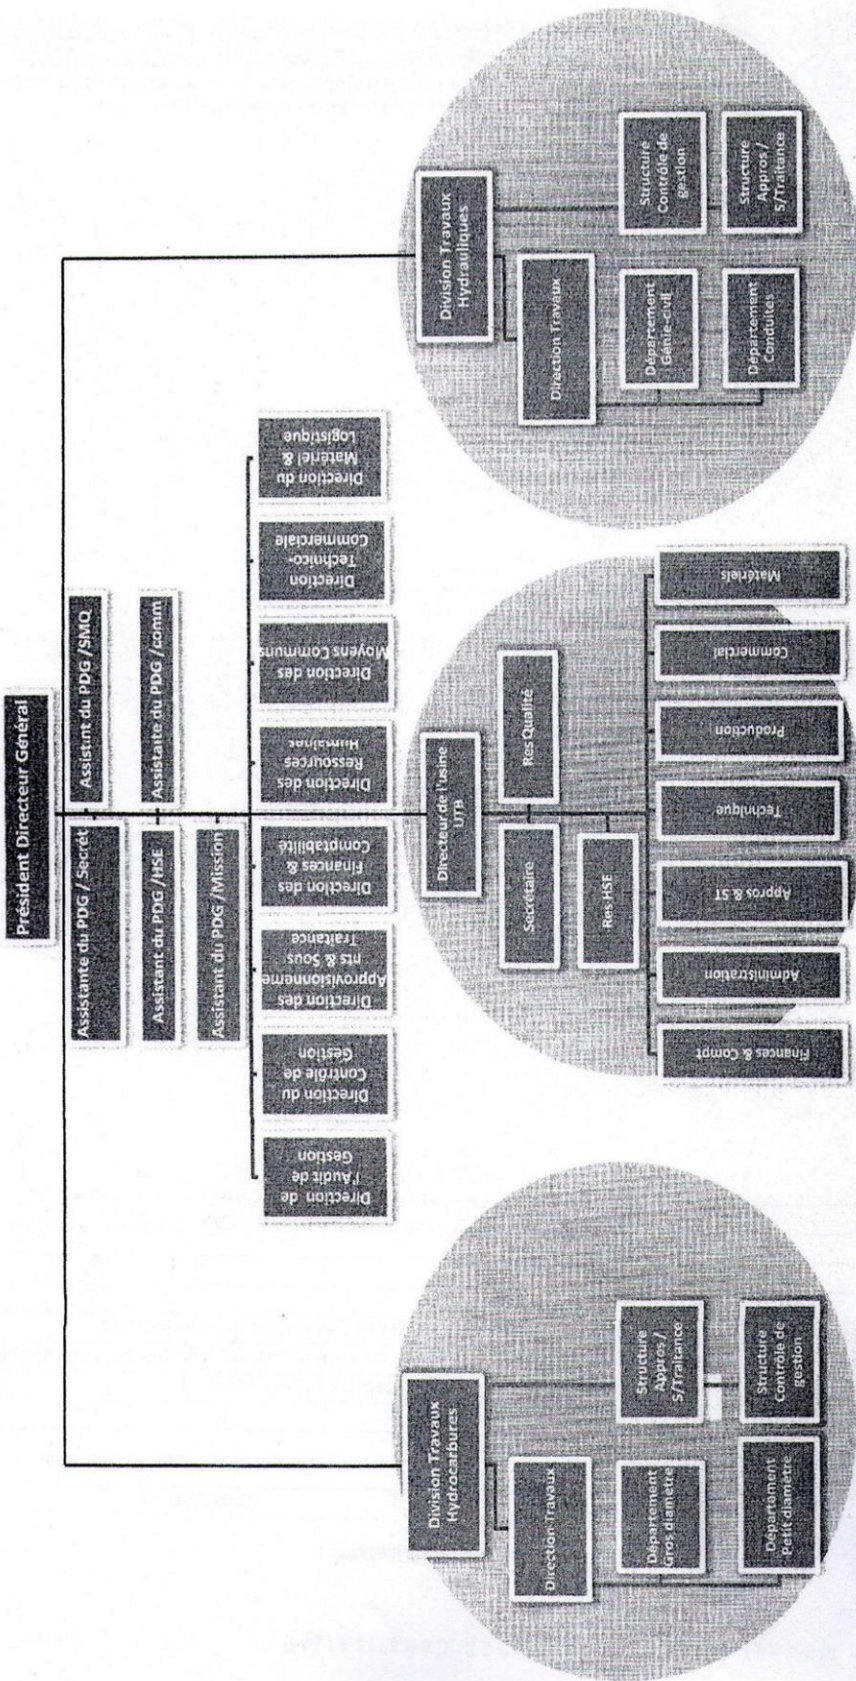 Président Directeur Général
Assistante du PDG / Secrét
Assistnt du PDG /SMQ
Assistant du PDG /HSE
Assistante du PDG /comm
Assistant du PDG /Mission
Direction de
l'Audit de
Gestion
Direction du
Contrôle de
Gestion
Direction des
Approvisionneme
nts & Sous
Traitance
Direction des
Finances &
Comptabilité
Direction des
Ressources
Humaines
Direction des
Moyens Communs
Direction
Technico-
Commerciale
Direction du
Matériel &
Logistique
Division Travaux
Hydrocarbures
Direction Travaux
Département
Gros diamètre
Département
Petit diamètre
Structure
Appros /
S/Traitance
Structure
Contrôle de
gestion
Directeur de l'usine
UTB
Secrétaire
Res Qualité
Res HSE
Finances & Compt
Administration
Appros & ST
Technique
Production
Commercial
Matériels
Division Travaux
Hydrauliques
Direction Travaux
Département
Génie-civil
Département
Conduites
Structure
Contrôle de
gestion
Structure
Appros /
S/Traitance